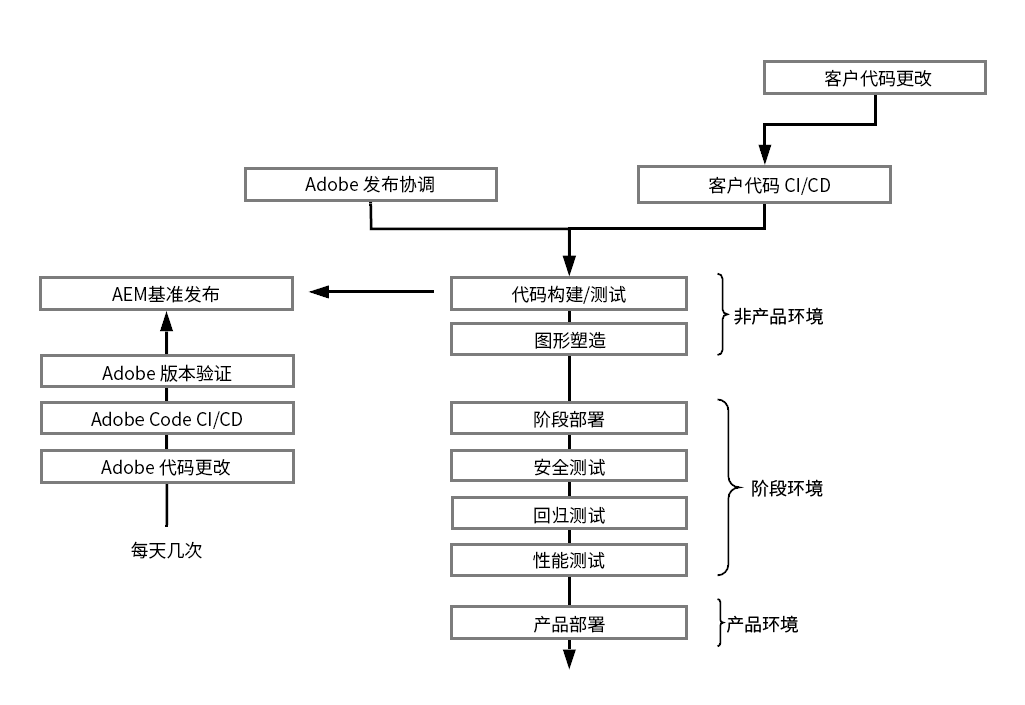 客户代码更改
Adobe 发布协调
客户代码 CI/CD
AEM基准发布
代码构建/测试
非产品环境
图形塑造
Adobe 版本验证
Adobe Code CI/CD
Adobe 代码更改
每天几次
阶段部署
安全测试
阶段环境
回归测试
性能测试
产品部署
产品环境